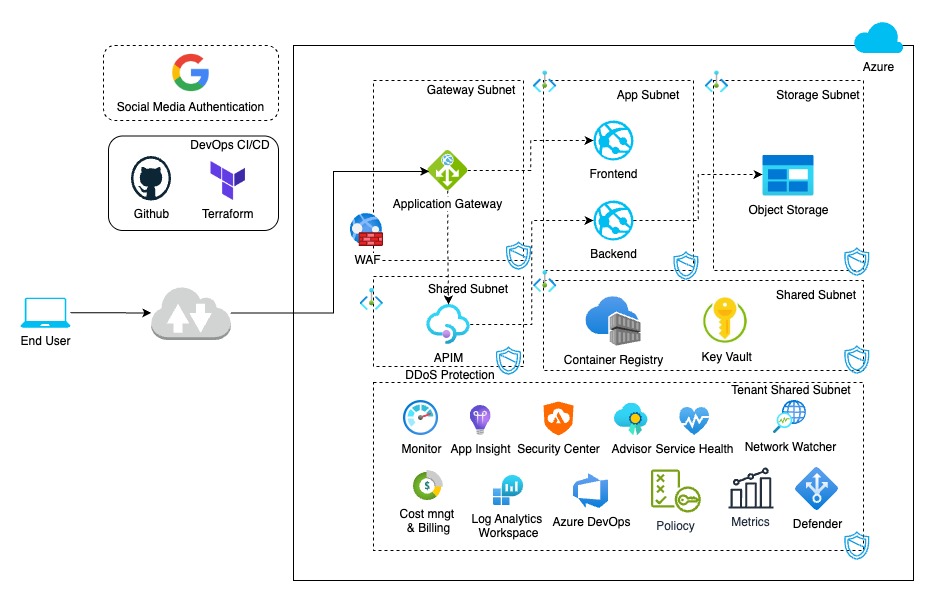 Azure
Social Media Authentication
DevOps CI/CD
Github
Terraform
End User
Gateway Subnet
Application Gateway
WAF
App Subnet
Frontend
Backend
Storage Subnet
Object Storage
Shared Subnet
APIM
DDoS Protection
Shared Subnet
Container Registry
Key Vault
Tenant Shared Subnet
Monitor
App Insight
Security Center
Advisor
Service Health
Network Watcher
Cost mngt
& Billing
Log Analytics
Workspace
Azure DevOps
Poliocy
Metrics
Defender